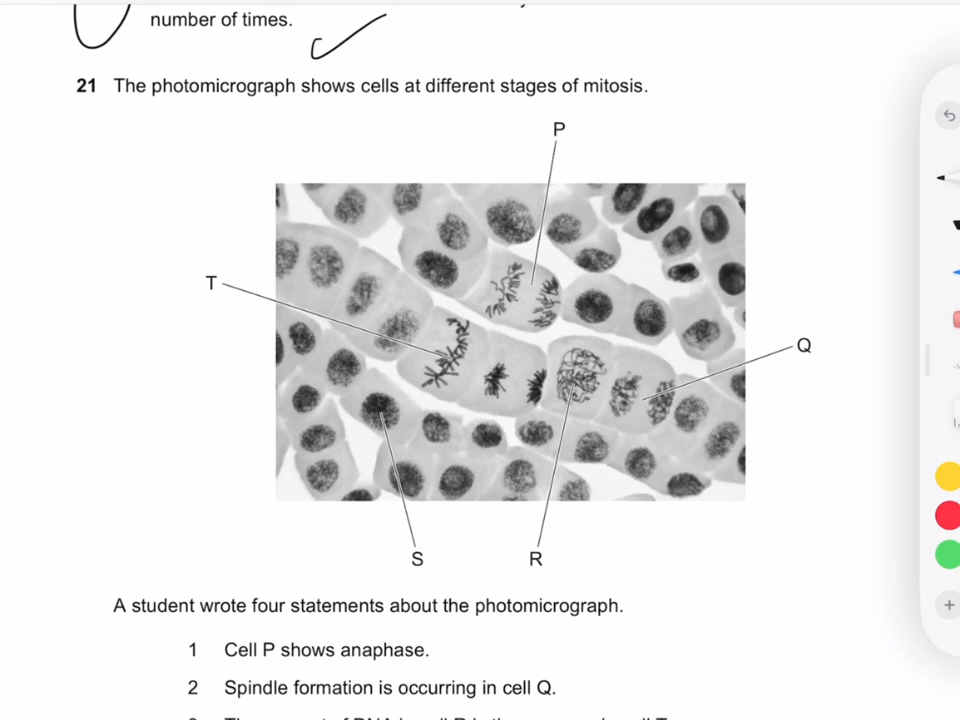 number of times.
21 The photomicrograph shows cells at different stages of mitosis.
P
T
Q
S
R
A student wrote four statements about the photomicrograph.
1 Cell P shows anaphase.
2 Spindle formation is occurring in cell Q.